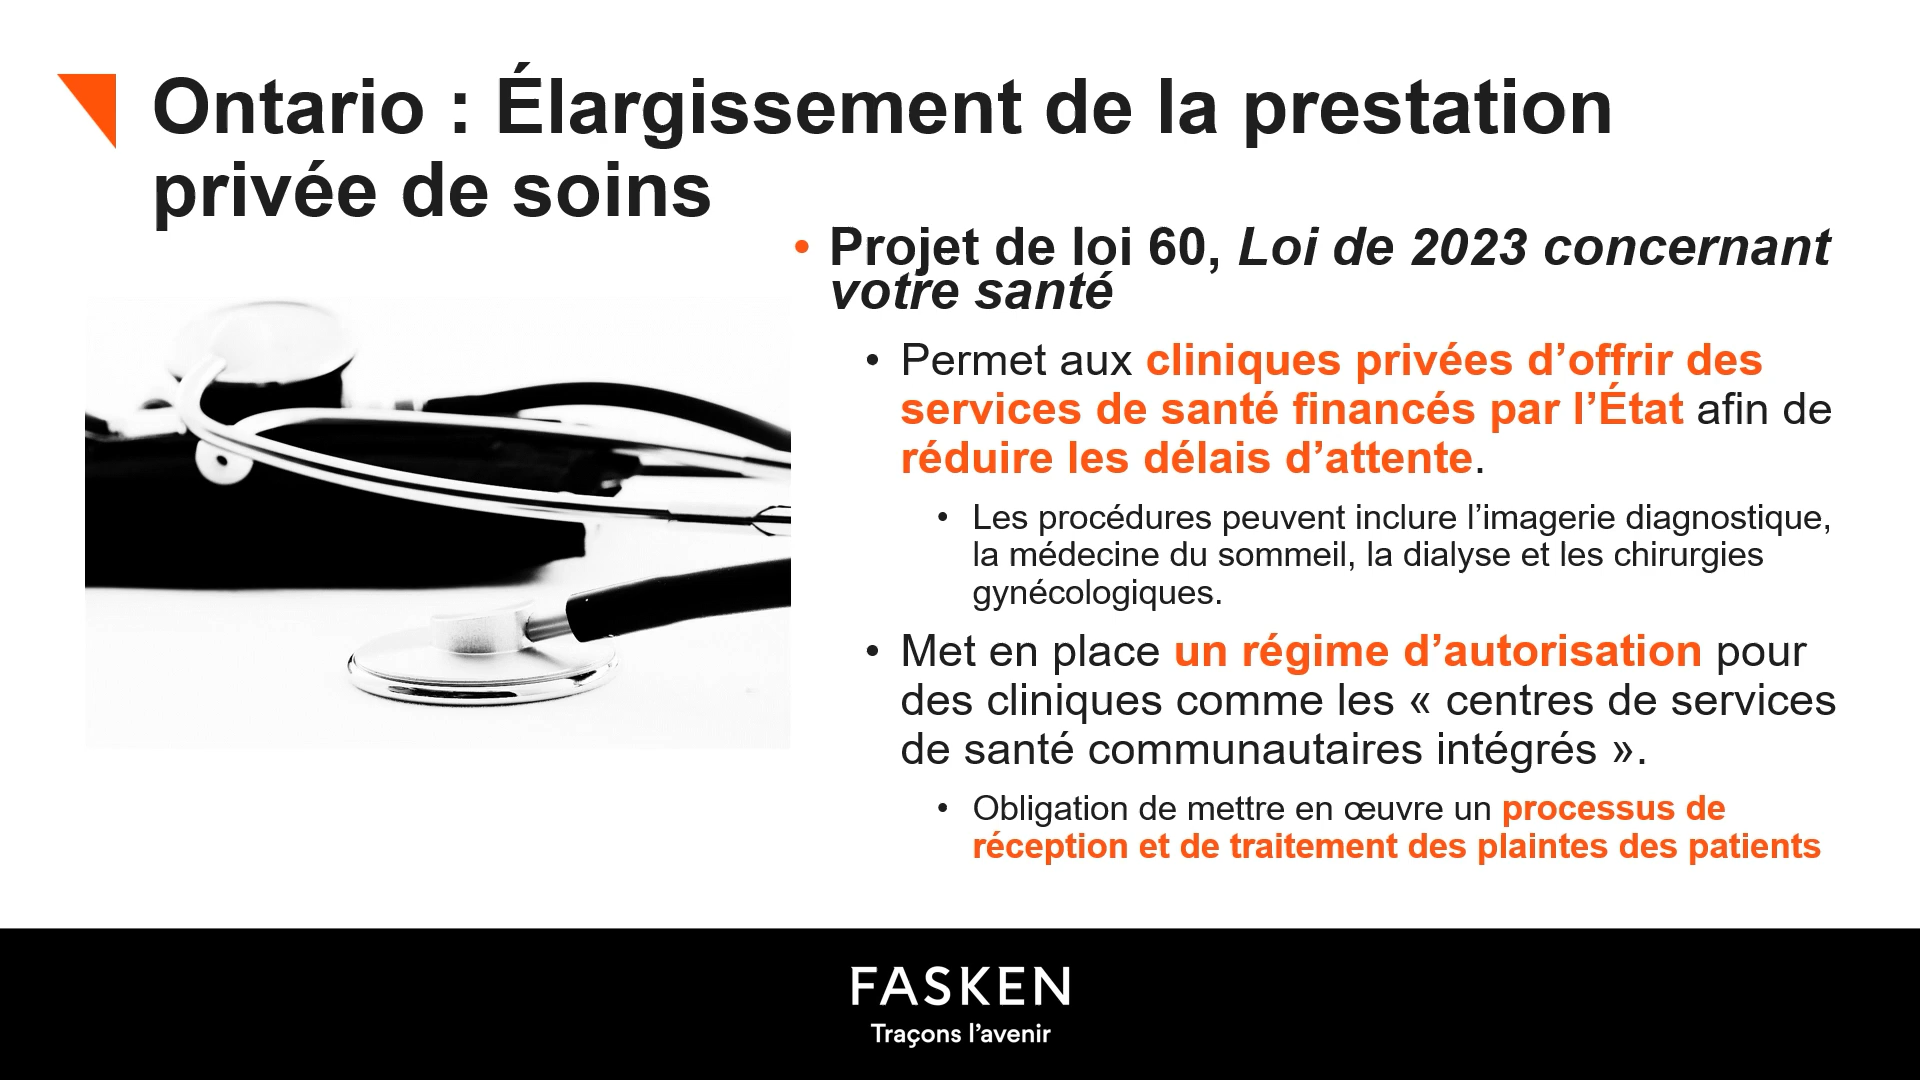 Ontario : Élargissement de la prestation
privée de soins
• Projet de loi 60, Loi de 2023 concernant
votre santé
• Permet aux cliniques privées d’offrir des
services de santé financés par l’État afin de
réduire les délais d’attente.
• Les procédures peuvent inclure l’imagerie diagnostique,
la médecine du sommeil, la dialyse et les chirurgies
gynécologiques.
• Met en place un régime d’autorisation pour
des cliniques comme les « centres de services
de santé communautaires intégrés ».
• Obligation de mettre en œuvre un processus de
réception et de traitement des plaintes des patients
FASKEN
Traçons l’avenir